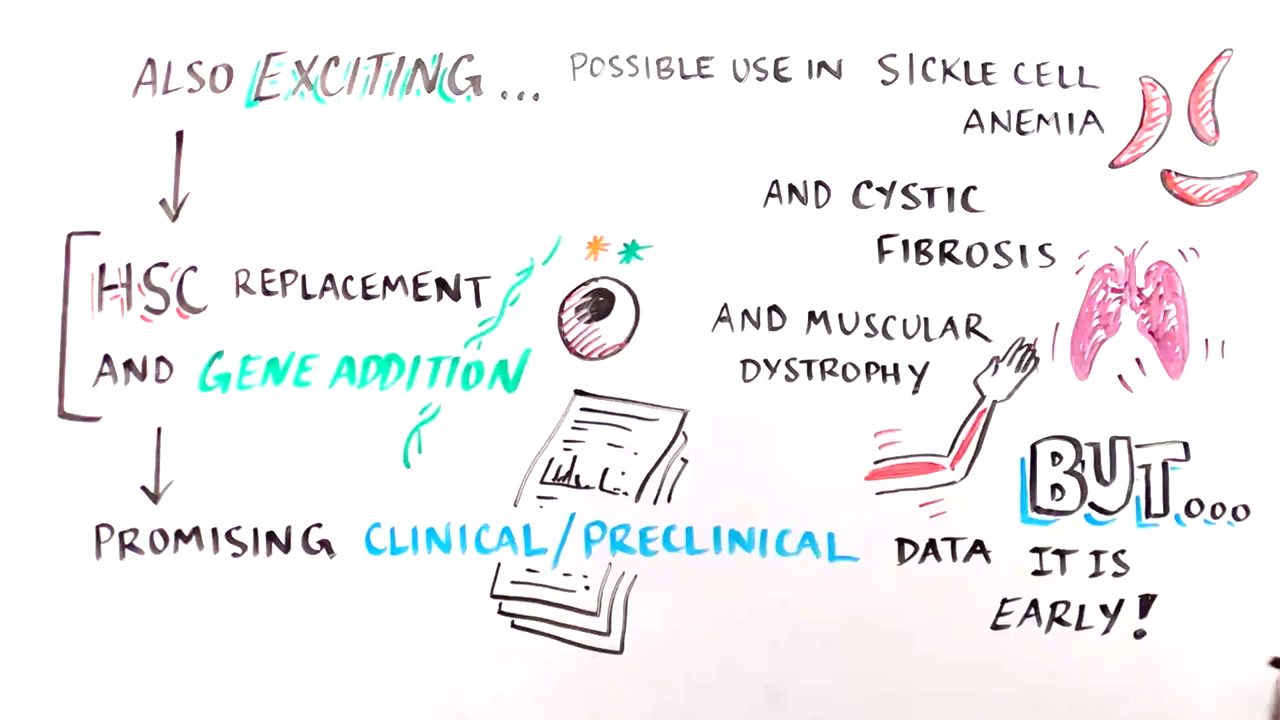 ALSO EXCITING...
HSC REPLACEMENT
AND GENE ADDITION
PROMISING CLINICAL/PRECLINICAL DATA
POSSIBLE USE IN SICKLE CELL
ANEMIA
AND CYSTIC
FIBROSIS
AND MUSCULAR
DYSTROPHY
BUT...
IT IS
EARLY!